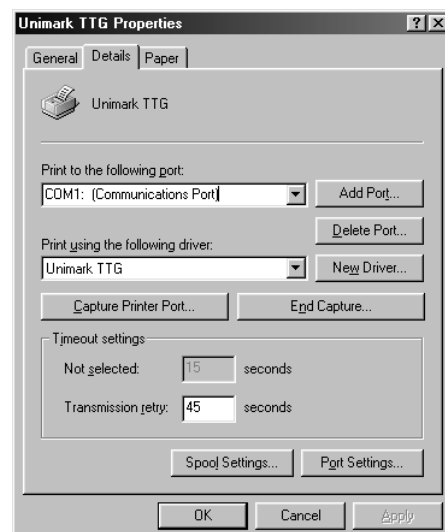 Unimark TTG Properties
General Details Paper
Unimark TTG
Print to the following port:
COM1: (Communications Port) Add Port...
Delete Port...
Print using the following driver:
Unimark TTG New Driver...
Capture Printer Port... End Capture...
Timeout settings
Not selected: 15 seconds
Transmission retry: 45 seconds
Spool Settings... Port Settings...
OK Cancel Apply